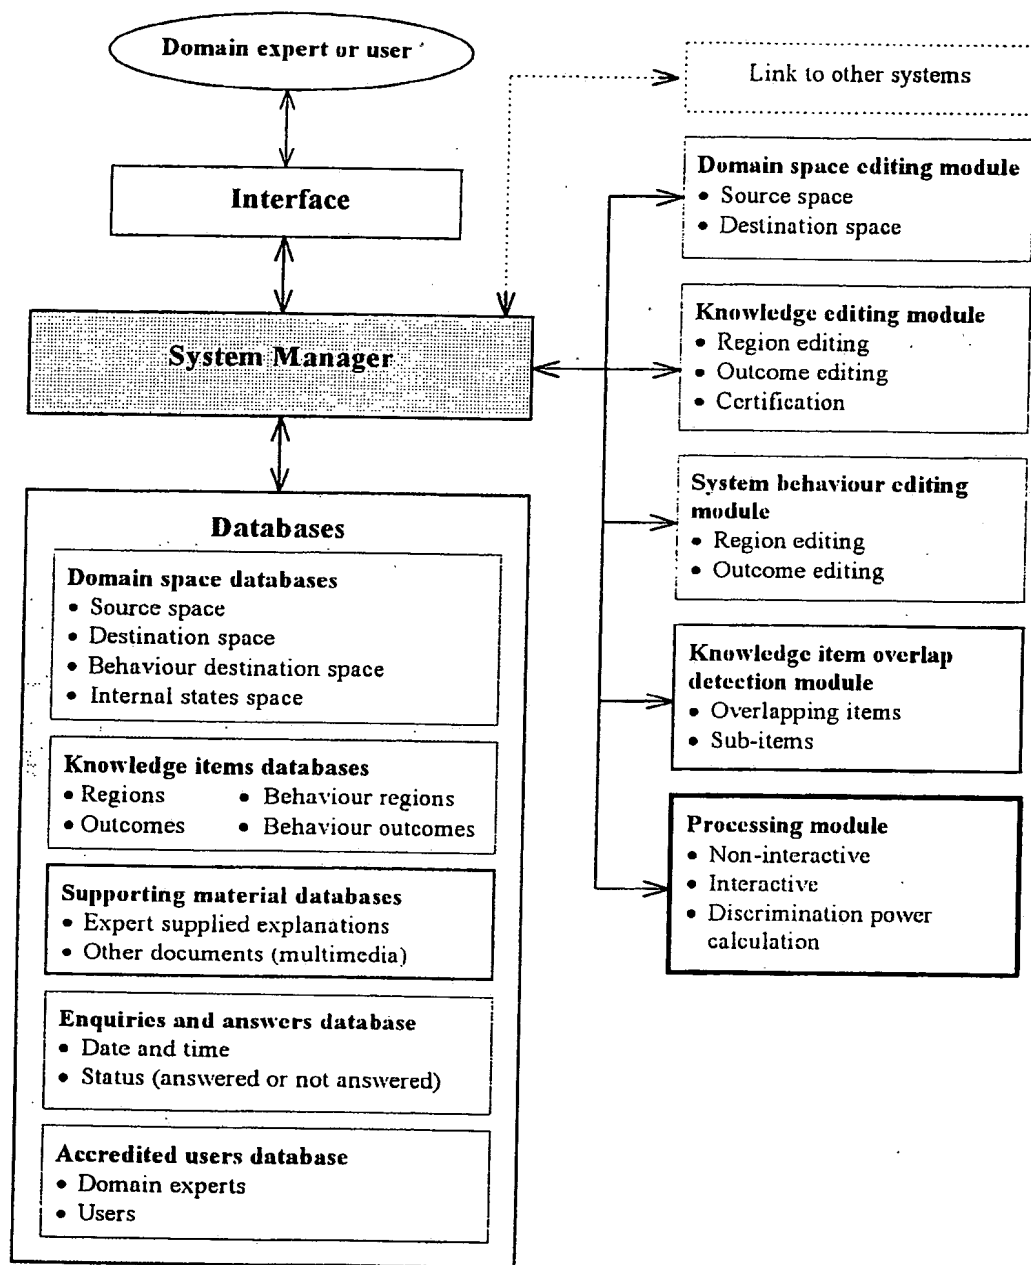 Domain expert or user
Interface
System Manager
Databases
Domain space databases
• Source space
• Destination space
• Behaviour destination space
• Internal states space
Knowledge items databases
• Regions • Behaviour regions
• Outcomes • Behaviour outcomes
Supporting material databases
• Expert supplied explanations
• Other documents (multimedia)
Enquiries and answers database
• Date and time
• Status (answered or not answered)
Accredited users database
• Domain experts
• Users
Link to other systems
Domain space editing module
• Source space
• Destination space
Knowledge editing module
• Region editing
• Outcome editing
• Certification
System behaviour editing
module
• Region editing
• Outcome editing
Knowledge item overlap
detection module
• Overlapping items
• Sub-items
Processing module
• Non-interactive
• Interactive
• Discrimination power
calculation